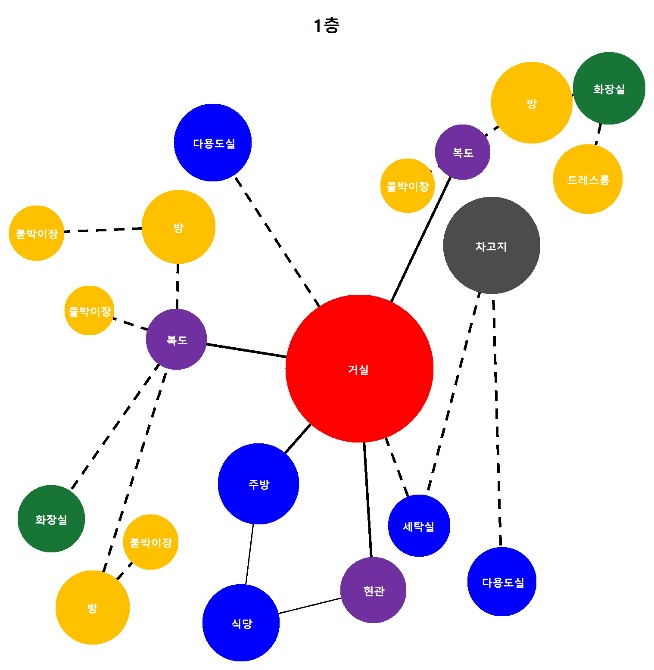 1층
화장실
방
다용도실
복도
드레스룸
붙박이장
방
붙박이장
차고지
붙박이장
복도
거실
주방
화장실
세탁실
붙박이장
다용도실
현관
방
식당